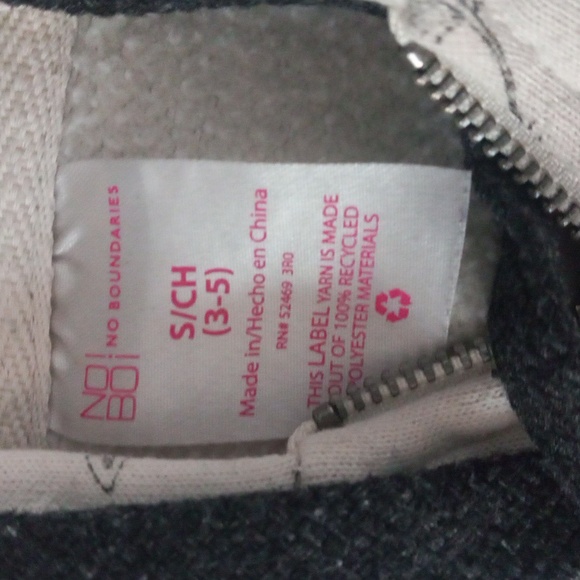 NO
BO
NO BOUNDARIES
S/CH
(3-5)
Made in/Hecho en China
RN# 52469 3R0
THIS LABEL YARN IS MADE
OUT OF 100% RECYCLED
POLYESTER MATERIALS